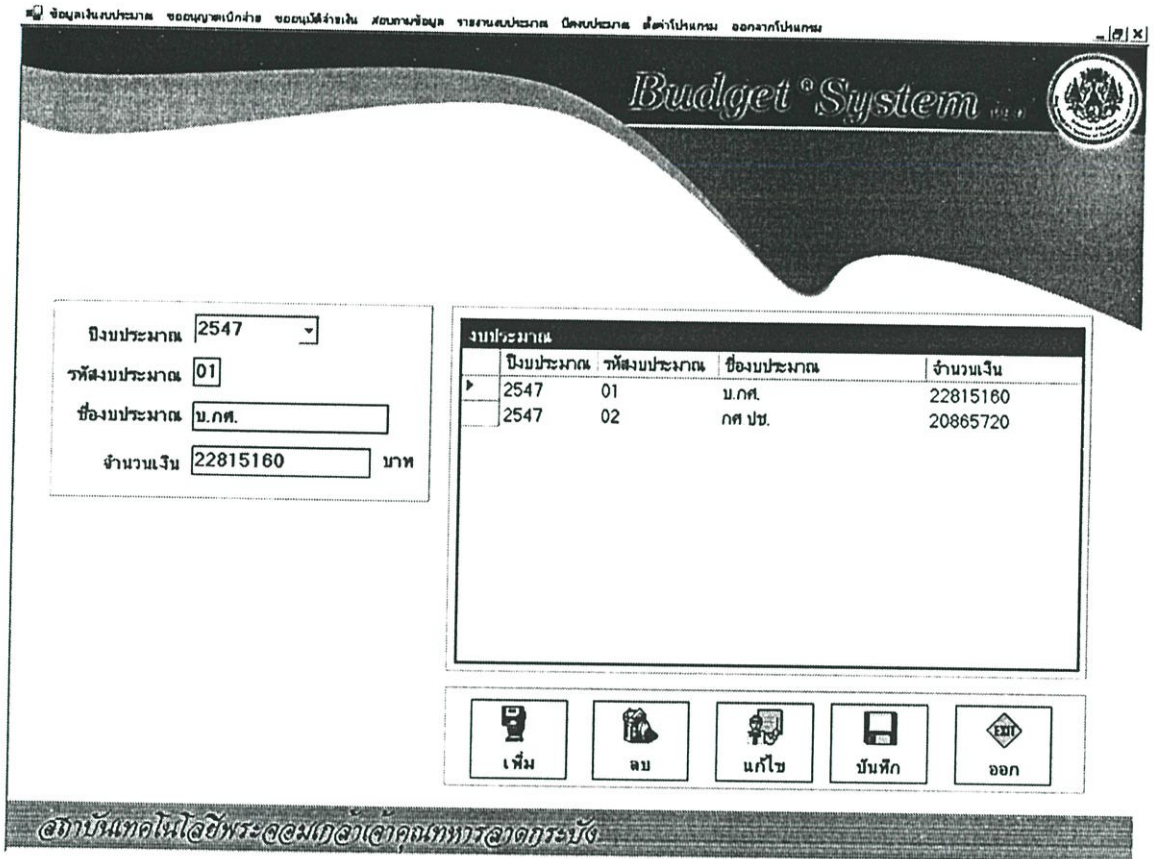 ข้อมูลเงินงบประมาณ ขออนุญาตเบิกจ่าย ขออนุมัติจ่ายเงิน สอบถามข้อมูล รายงานงบประมาณ ปิดงบประมาณ ตั้งค่าโปรแกรม ออกจากโปรแกรม
Budget System
ปีงบประมาณ 2547
รหัสงบประมาณ 01
ชื่องบประมาณ บ.กศ.
จำนวนเงิน 22815160 บาท
งบประมาณ
ปีงบประมาณ รหัสงบประมาณ ชื่องบประมาณ จำนวนเงิน
2547 01 บ.กศ. 22815160
2547 02 กศ ปช. 20865720
เพิ่ม ลบ แก้ไข บันทึก EXIT ออก
สถาบันเทคโนโลยีพระจอมเกล้าเจ้าคุณทหารลาดกระบัง